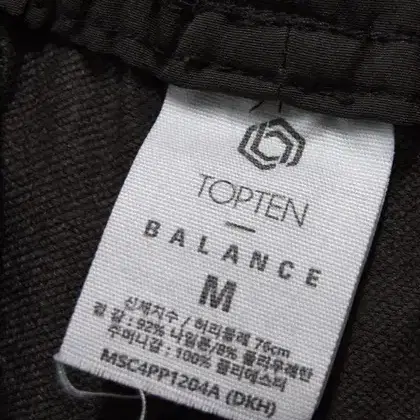 TOPTEN
BALANCE
M
신체치수 / 허리둘레 76cm
겉 감: 92% 나일론/8% 폴리우레탄
주머니감: 100% 폴리에스터
MSC4PP1204A (DKH)